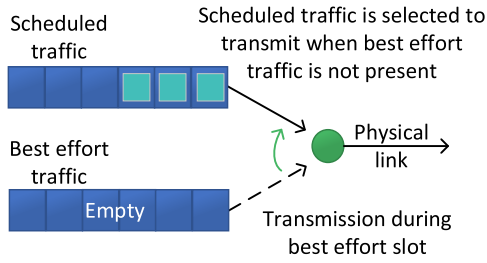 Scheduled
traffic
Scheduled traffic is selected to
transmit when best effort
traffic is not present
Physical
link
Best effort
traffic
Empty
Transmission during
best effort slot